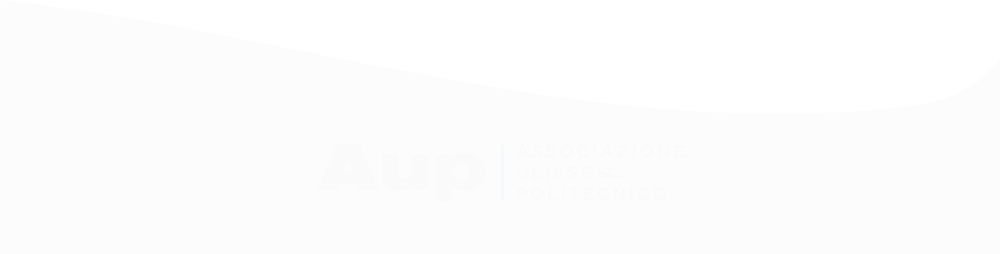 Aup
ASSOCIAZIONE
ULISSE
POLITECNICO